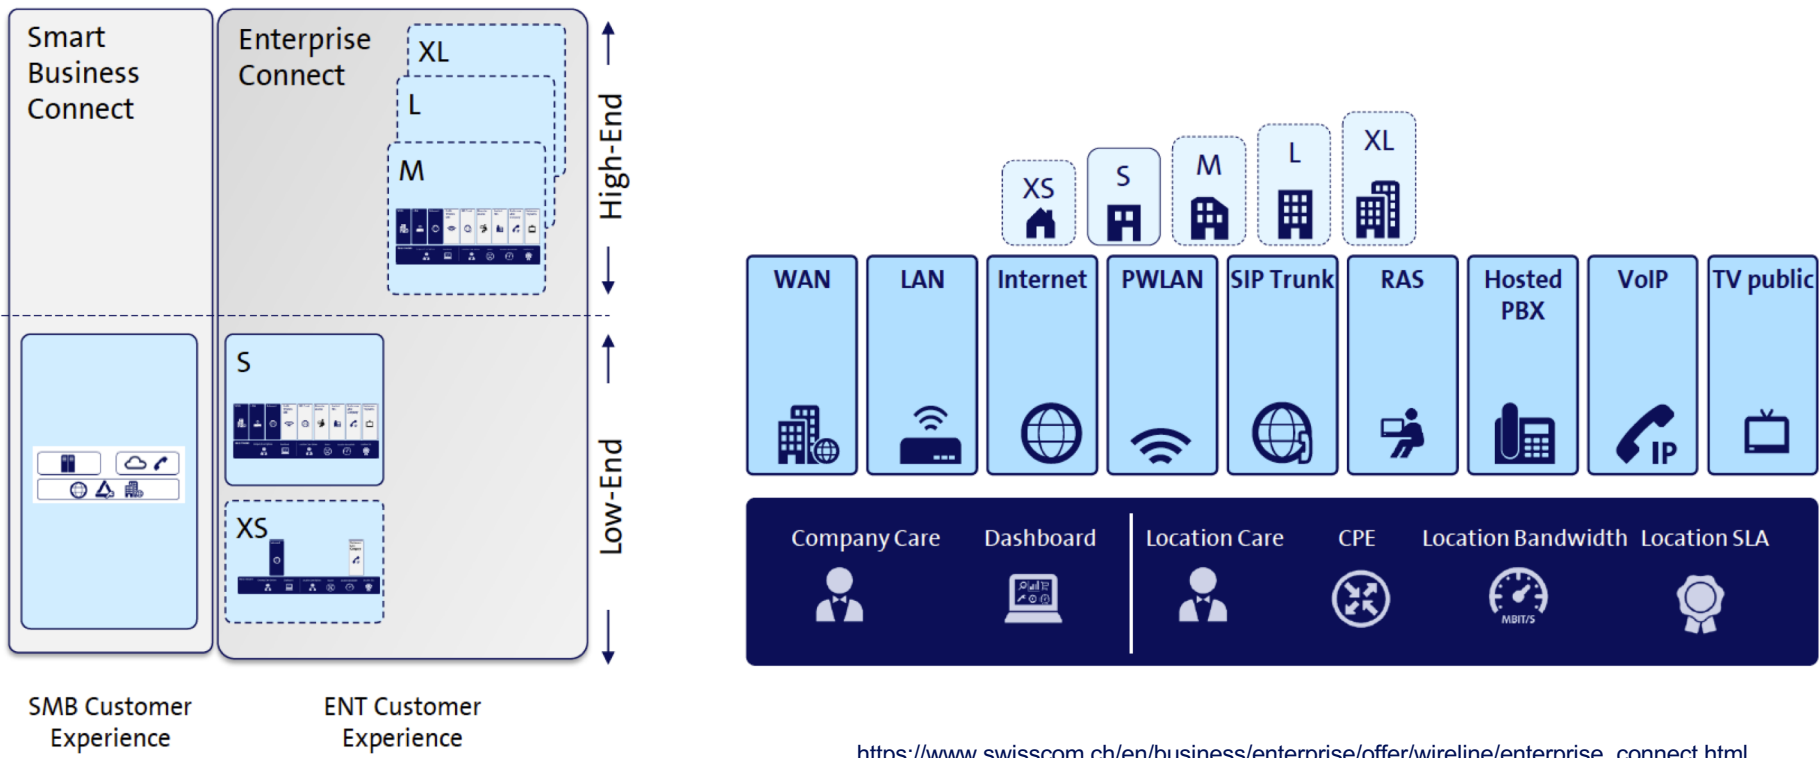 Smart
Business
Connect
Enterprise
Connect
XL
L
M
High-End
S
XS
Low-End
SMB Customer
Experience
ENT Customer
Experience
XS
S
M
L
XL
WAN
LAN
Internet
PWLAN
SIP Trunk
RAS
Hosted
PBX
VoIP
TV public
IP
Company Care
Dashboard
Location Care
CPE
Location Bandwidth
Location SLA
MBIT/S
https://www.swisscom.ch/en/business/enterprise/offer/wireline/enterprise_connect.html